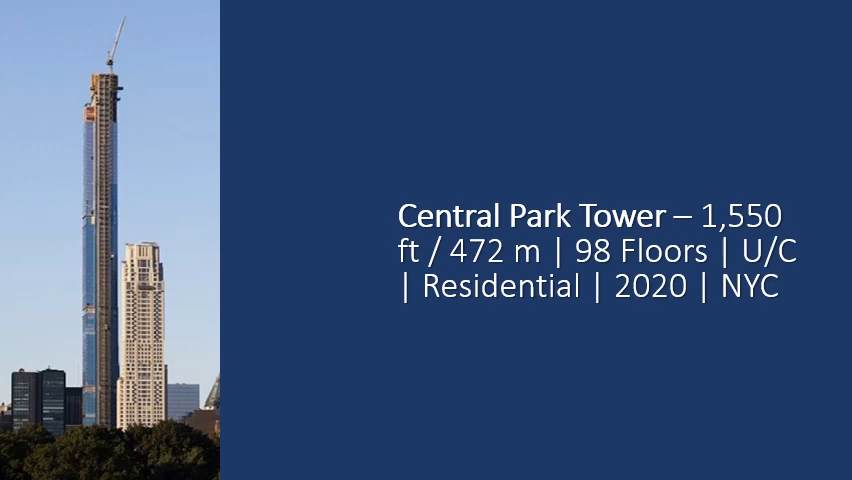 Central Park Tower – 1,550
ft / 472 m | 98 Floors | U/C
| Residential | 2020 | NYC